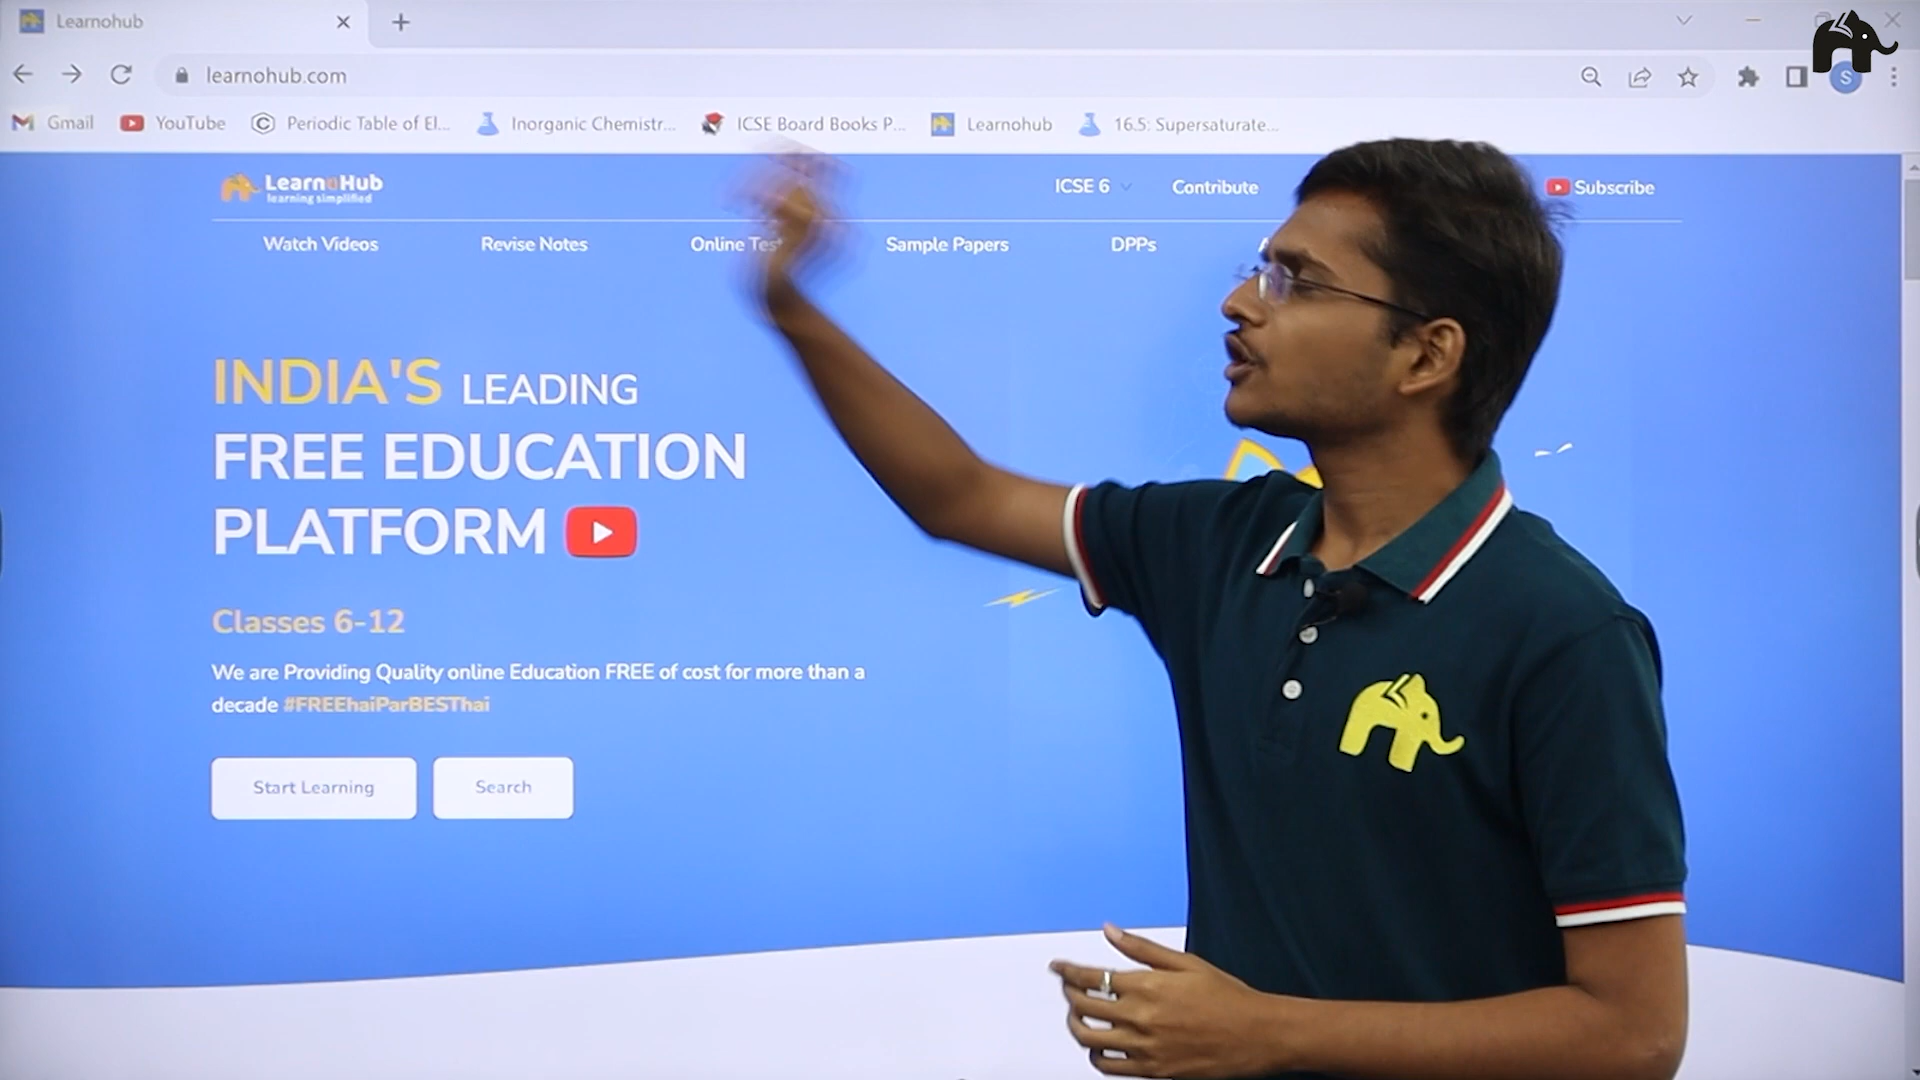 Learnohub
learnohub.com
S
Gmail YouTube Periodic Table of El... Inorganic Chemistr... ICSE Board Books P... Learnohub 16.5: Supersaturate...
LearnoHub
learning simplified
ICSE 6 Contribute Subscribe
Watch Videos Revise Notes Online Test Sample Papers DPPs
INDIA'S LEADING
FREE EDUCATION
PLATFORM
Classes 6-12
We are Providing Quality online Education FREE of cost for more than a
decade #FREEhaiParBESThai
Start Learning Search